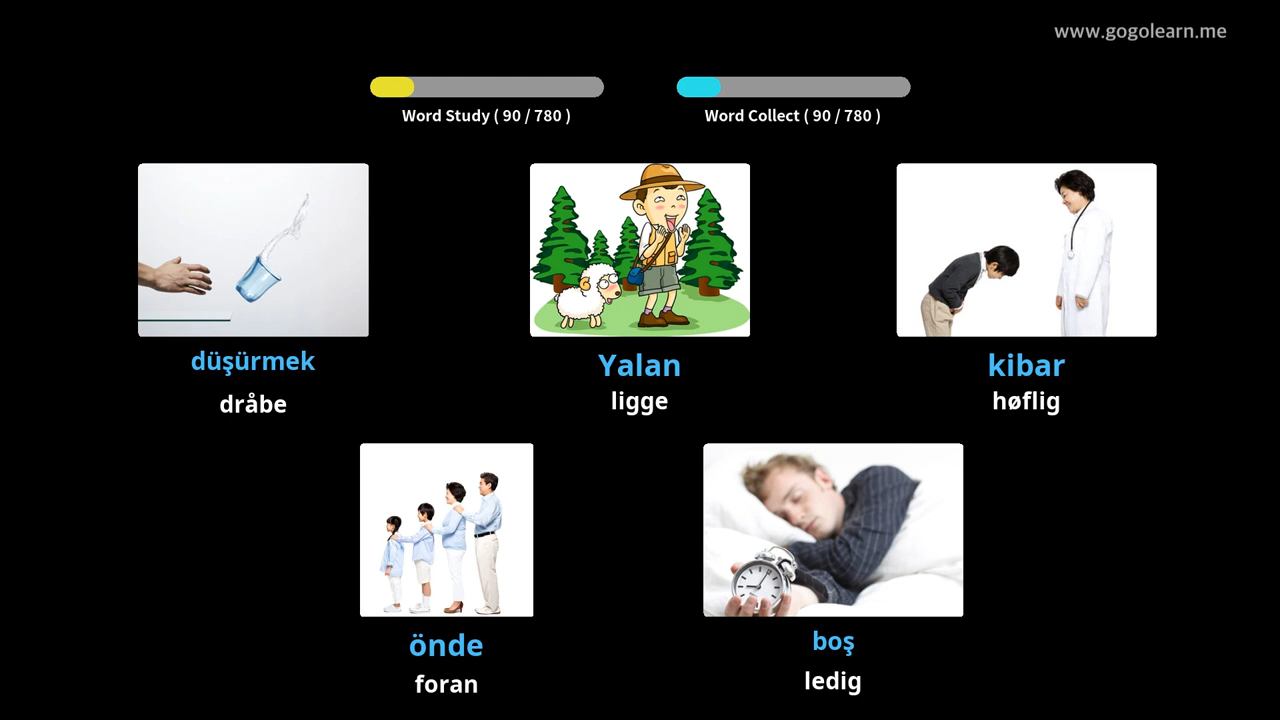 www.gogolearn.me
Word Study ( 90 / 780 )
Word Collect ( 90 / 780 )
düşürmek
dråbe
Yalan
ligge
kibar
høflig
önde
foran
boş
ledig